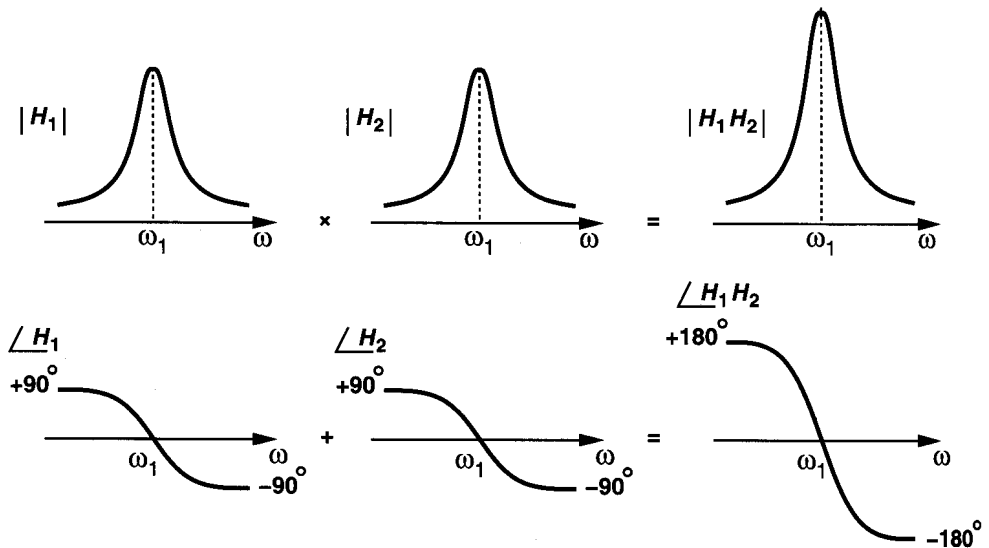 |H₁|
|H₂|
|H₁H₂|
ω₁ ω × ω₁ ω = ω₁ ω
∠H₁
∠H₂
∠H₁H₂
+90°
+90°
+180°
ω₁ ω + ω₁ ω = ω₁ ω
−90°
−90°
−180°